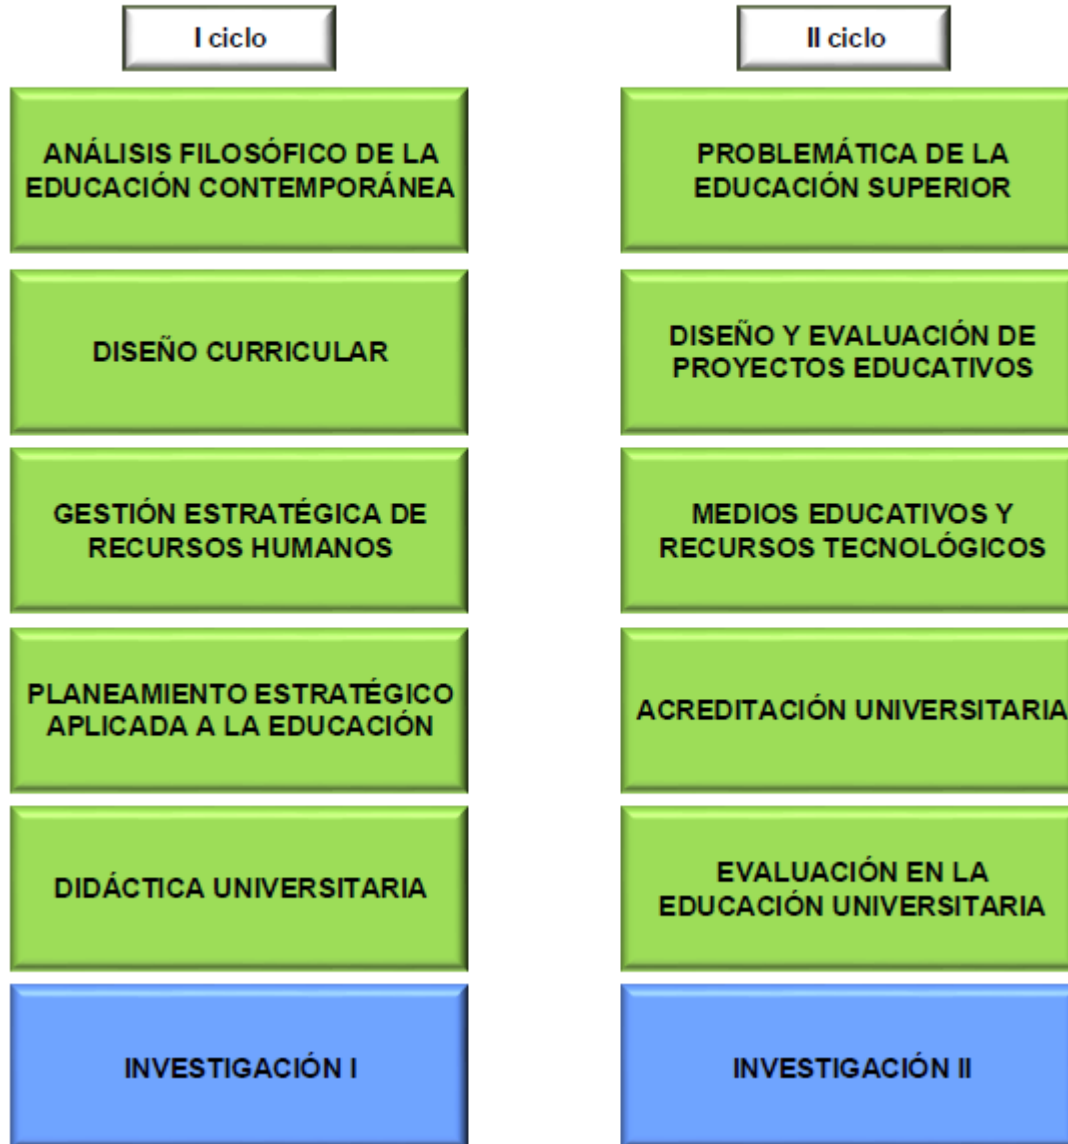 I ciclo
ANÁLISIS FILOSÓFICO DE LA
EDUCACIÓN CONTEMPORÁNEA
DISEÑO CURRICULAR
GESTIÓN ESTRATÉGICA DE
RECURSOS HUMANOS
PLANEAMIENTO ESTRATÉGICO
APLICADA A LA EDUCACIÓN
DIDÁCTICA UNIVERSITARIA
INVESTIGACIÓN I
II ciclo
PROBLEMÁTICA DE LA
EDUCACIÓN SUPERIOR
DISEÑO Y EVALUACIÓN DE
PROYECTOS EDUCATIVOS
MEDIOS EDUCATIVOS Y
RECURSOS TECNOLÓGICOS
ACREDITACIÓN UNIVERSITARIA
EVALUACIÓN EN LA
EDUCACIÓN UNIVERSITARIA
INVESTIGACIÓN II